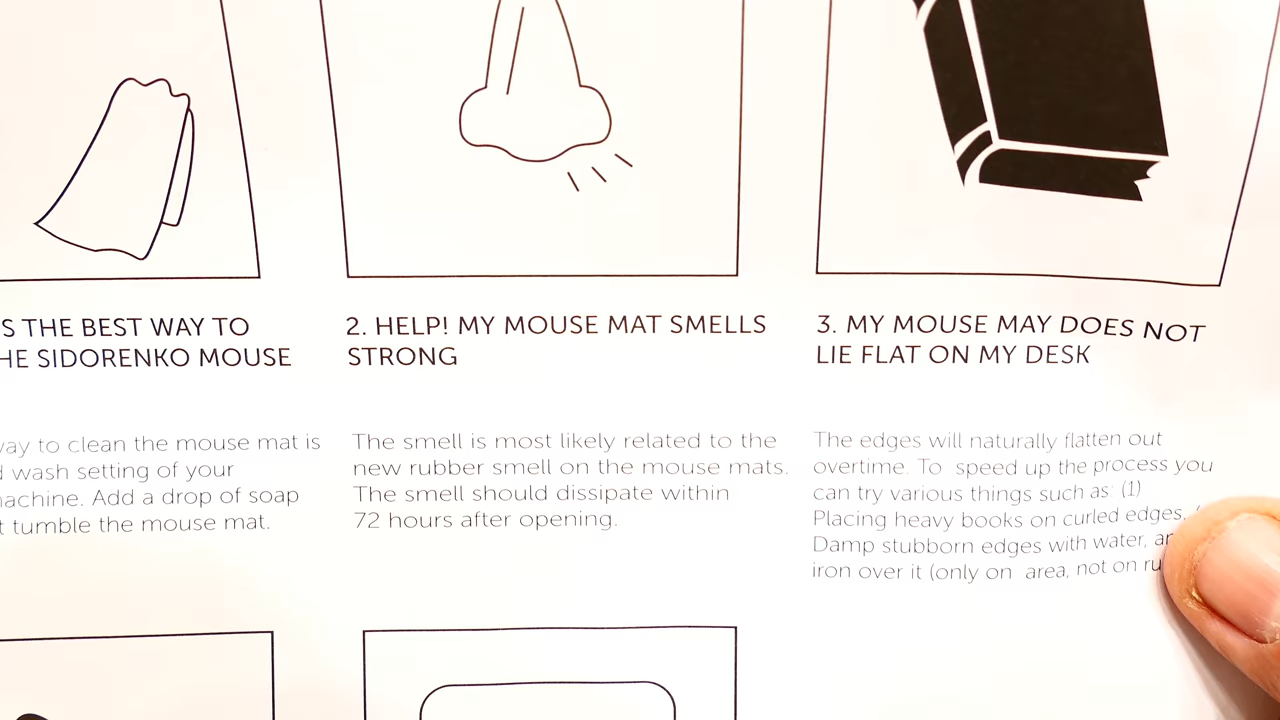 S THE BEST WAY TO
HE SIDORENKO MOUSE
way to clean the mouse mat is
wash setting of your
machine. Add a drop of soap
tumble the mouse mat.
2. HELP! MY MOUSE MAT SMELLS
STRONG
The smell is most likely related to the
new rubber smell on the mouse mats.
The smell should dissipate within
72 hours after opening.
3. MY MOUSE MAY DOES NOT
LIE FLAT ON MY DESK
The edges will naturally flatten out
overtime. To speed up the process you
can try various things such as: (1)
Placing heavy books on curled edges,
Damp stubborn edges with water,
iron over it (only on area, not on